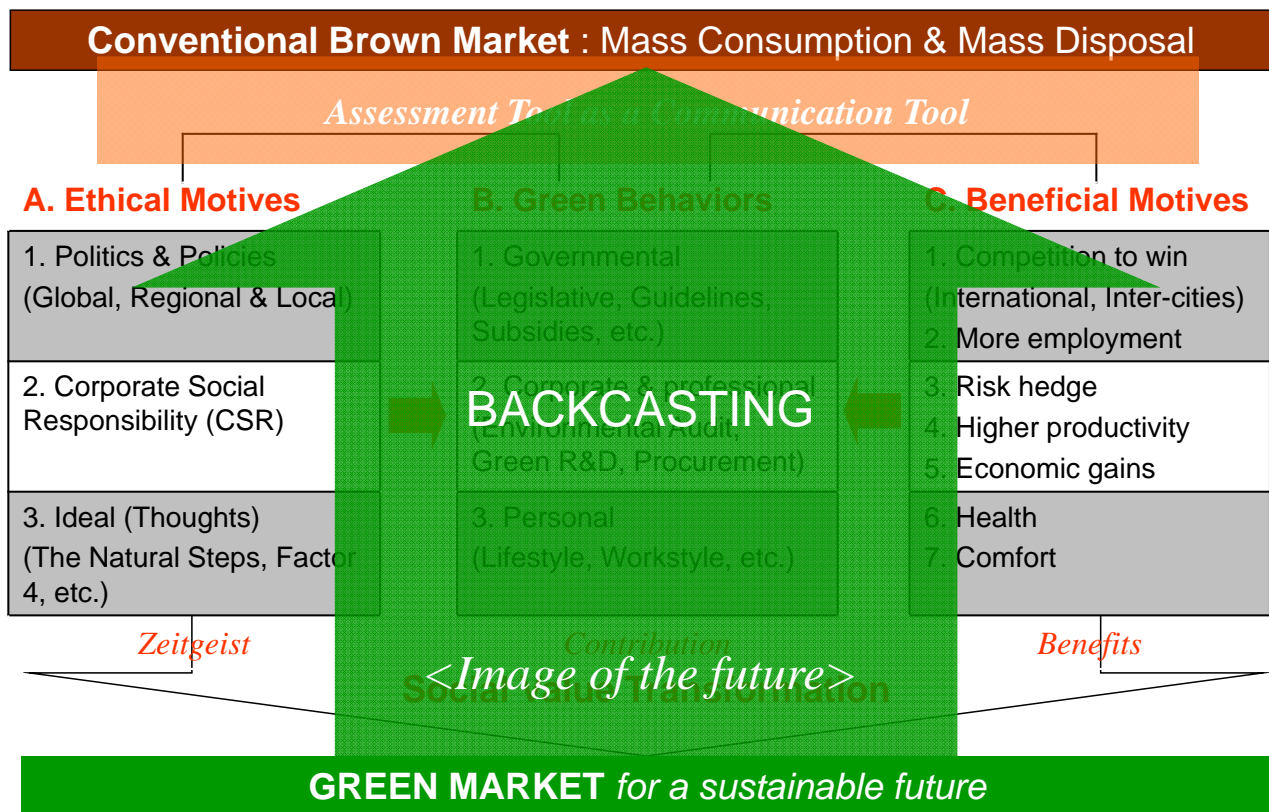 Conventional Brown Market : Mass Consumption & Mass Disposal
Assessment Tool as a Communication Tool
A. Ethical Motives
1. Politics & Policies
(Global, Regional & Local)
2. Corporate Social
Responsibility (CSR)
3. Ideal (Thoughts)
(The Natural Steps, Factor
4, etc.)
Zeitgeist
B. Green Behaviors
1. Governmental
(Legislative, Guidelines,
Subsidies, etc.)
2. Corporate & professional
(Environmental Audit,
Green R&D, Procurement)
3. Personal
(Lifestyle, Workstyle, etc.)
Contribution
C. Beneficial Motives
1. Competition to win
(International, Inter-cities)
2. More employment
3. Risk hedge
4. Higher productivity
5. Economic gains
6. Health
7. Comfort
Benefits
BACKCASTING
<Image of the future>
Social Value Transformation
GREEN MARKET for a sustainable future